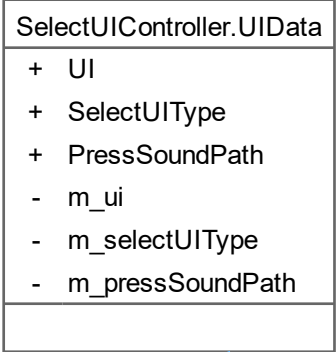 SelectUIController.UIData
+ UI
+ SelectUIType
+ PressSoundPath
- m_ui
- m_selectUIType
- m_pressSoundPath